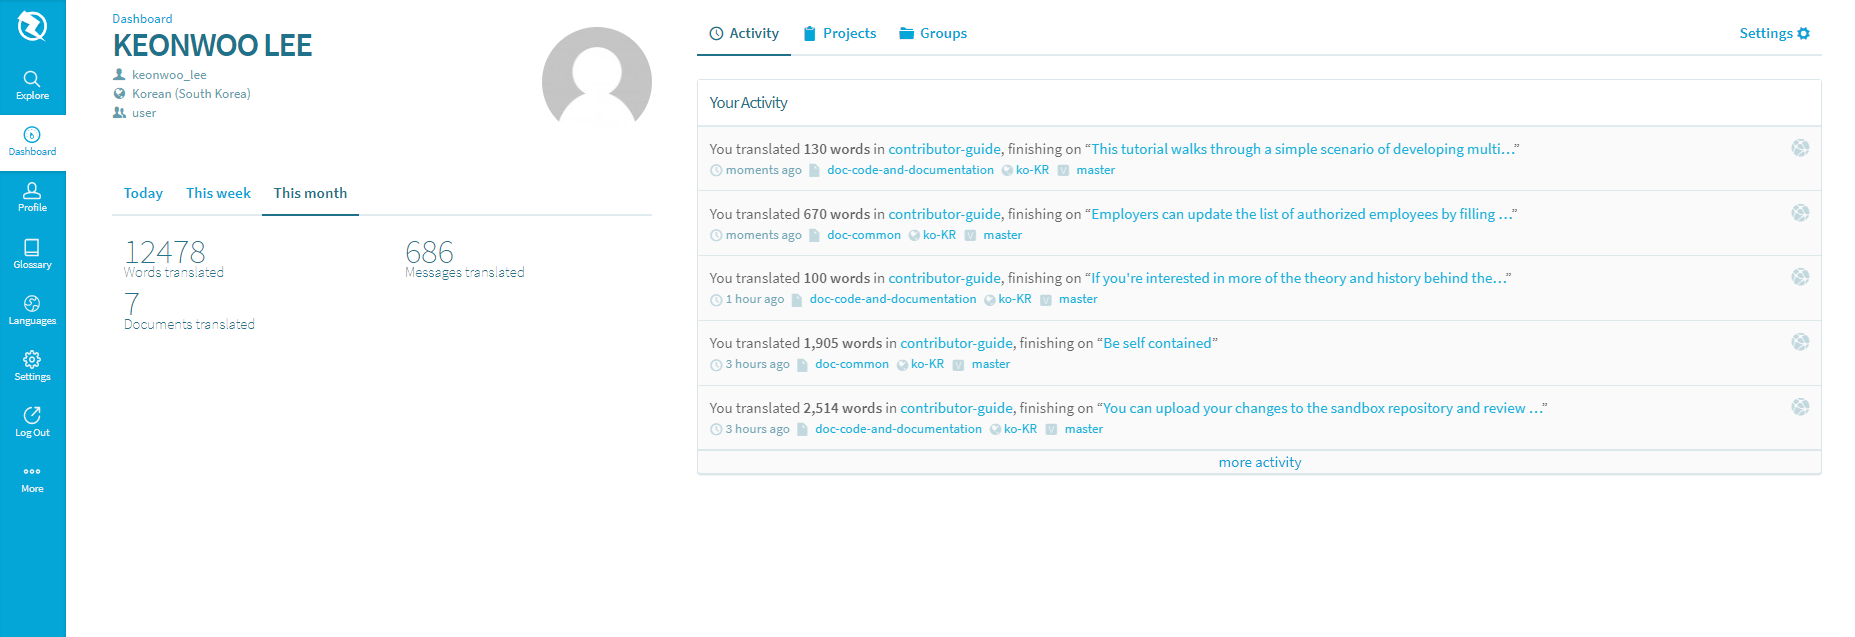 Explore
Dashboard
Profile
Glossary
Languages
Settings
Log Out
More
Dashboard
KEONWOO LEE
keonwoo_lee
Korean (South Korea)
user
Today This week This month
12478
Words translated
686
Messages translated
7
Documents translated
Activity Projects Groups Settings
Your Activity
You translated 130 words in contributor-guide, finishing on “This tutorial walks through a simple scenario of developing multi...”
moments ago doc-code-and-documentation ko-KR master
You translated 670 words in contributor-guide, finishing on “Employers can update the list of authorized employees by filling ...”
moments ago doc-common ko-KR master
You translated 100 words in contributor-guide, finishing on “If you're interested in more of the theory and history behind the...”
1 hour ago doc-code-and-documentation ko-KR master
You translated 1,905 words in contributor-guide, finishing on “Be self contained”
3 hours ago doc-common ko-KR master
You translated 2,514 words in contributor-guide, finishing on “You can upload your changes to the sandbox repository and review ...”
3 hours ago doc-code-and-documentation ko-KR master
more activity